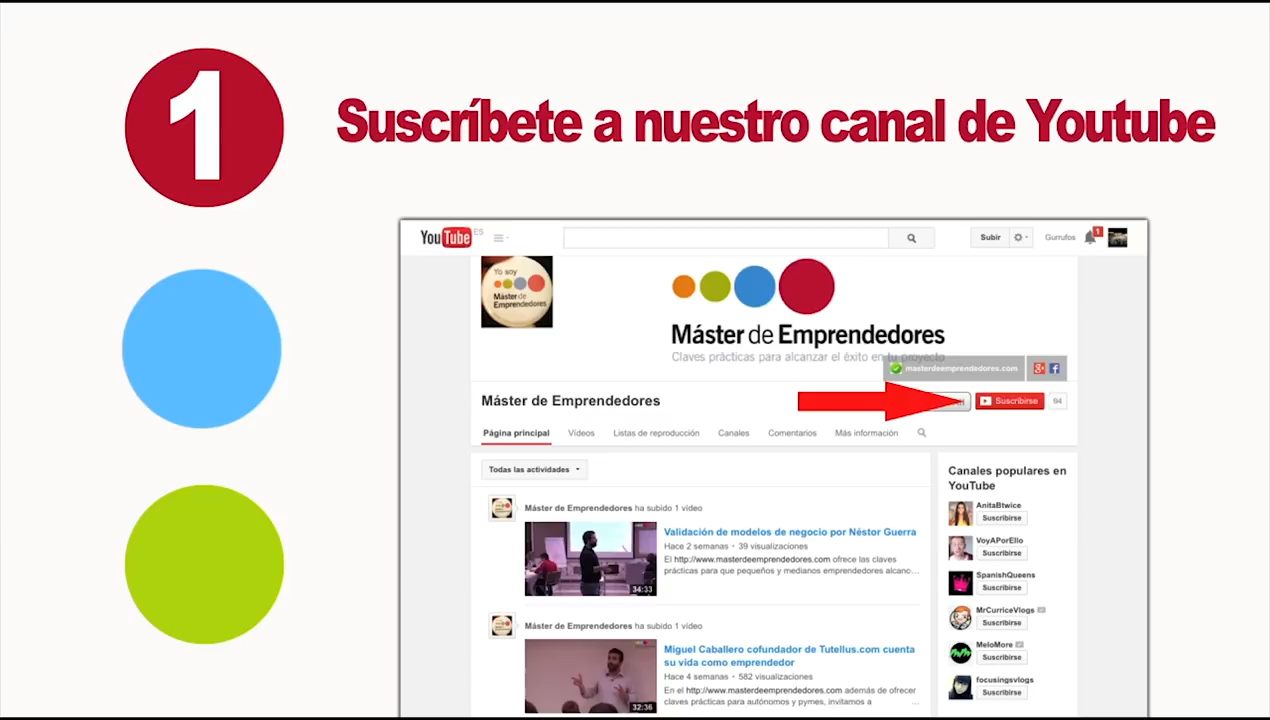 1
Suscríbete a nuestro canal de Youtube
YouTube ES
Subir
Gurrufos
1
Yo soy
Máster de
Emprendedores
Máster de Emprendedores
Claves prácticas para alcanzar el éxito en tu proyecto
masterdeemprendedores.com
Máster de Emprendedores
Suscribirse
94
Página principal
Vídeos
Listas de reproducción
Canales
Comentarios
Más información
Todas las actividades
Máster de Emprendedores ha subido 1 vídeo
Validación de modelos de negocio por Néstor Guerra
Hace 2 semanas • 39 visualizaciones
El http://www.masterdeemprendedores.com ofrece las claves
prácticas para que pequeños y medianos emprendedores alcanc...
34:33
Máster de Emprendedores ha subido 1 vídeo
Miguel Caballero cofundador de Tutellus.com cuenta
su vida como emprendedor
Hace 4 semanas • 582 visualizaciones
En el http://www.masterdeemprendedores.com además de ofrecer
claves prácticas para autónomos y pymes, invitamos a ...
32:36
Canales populares en
YouTube
AnitaBtwice
Suscribirse
VoyAPorEllo
Suscribirse
SpanishQueens
Suscribirse
MrCurriceVlogs
Suscribirse
MeloMore
Suscribirse
focusingsvlogs
Suscribirse